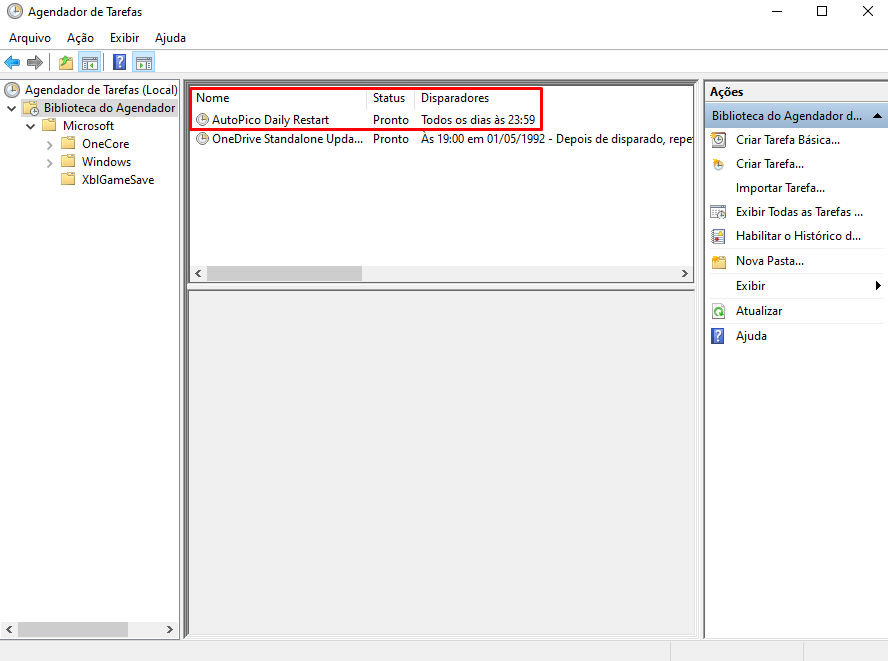 Agendador de Tarefas
Arquivo Ação Exibir Ajuda
Agendador de Tarefas (Local)
Biblioteca do Agendador
Microsoft
OneCore
Windows
XblGameSave
Nome Status Disparadores
AutoPico Daily Restart Pronto Todos os dias às 23:59
OneDrive Standalone Upda... Pronto Às 19:00 em 01/05/1992 - Depois de disparado, repet
Ações
Biblioteca do Agendador d...
Criar Tarefa Básica...
Criar Tarefa...
Importar Tarefa...
Exibir Todas as Tarefas ...
Habilitar o Histórico d...
Nova Pasta...
Exibir
Atualizar
Ajuda